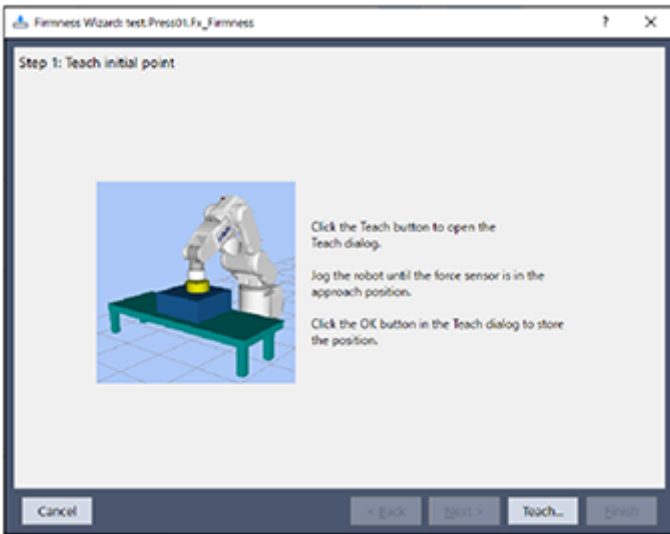 Firmness Wizard: test.Press01.Fx_Firmness
?
Step 1: Teach initial point
Click the Teach button to open the
Teach dialog.
Jog the robot until the force sensor is in the
approach position.
Click the OK button in the Teach dialog to store
the position.
Cancel
< Back
Next >
Teach...
Finish